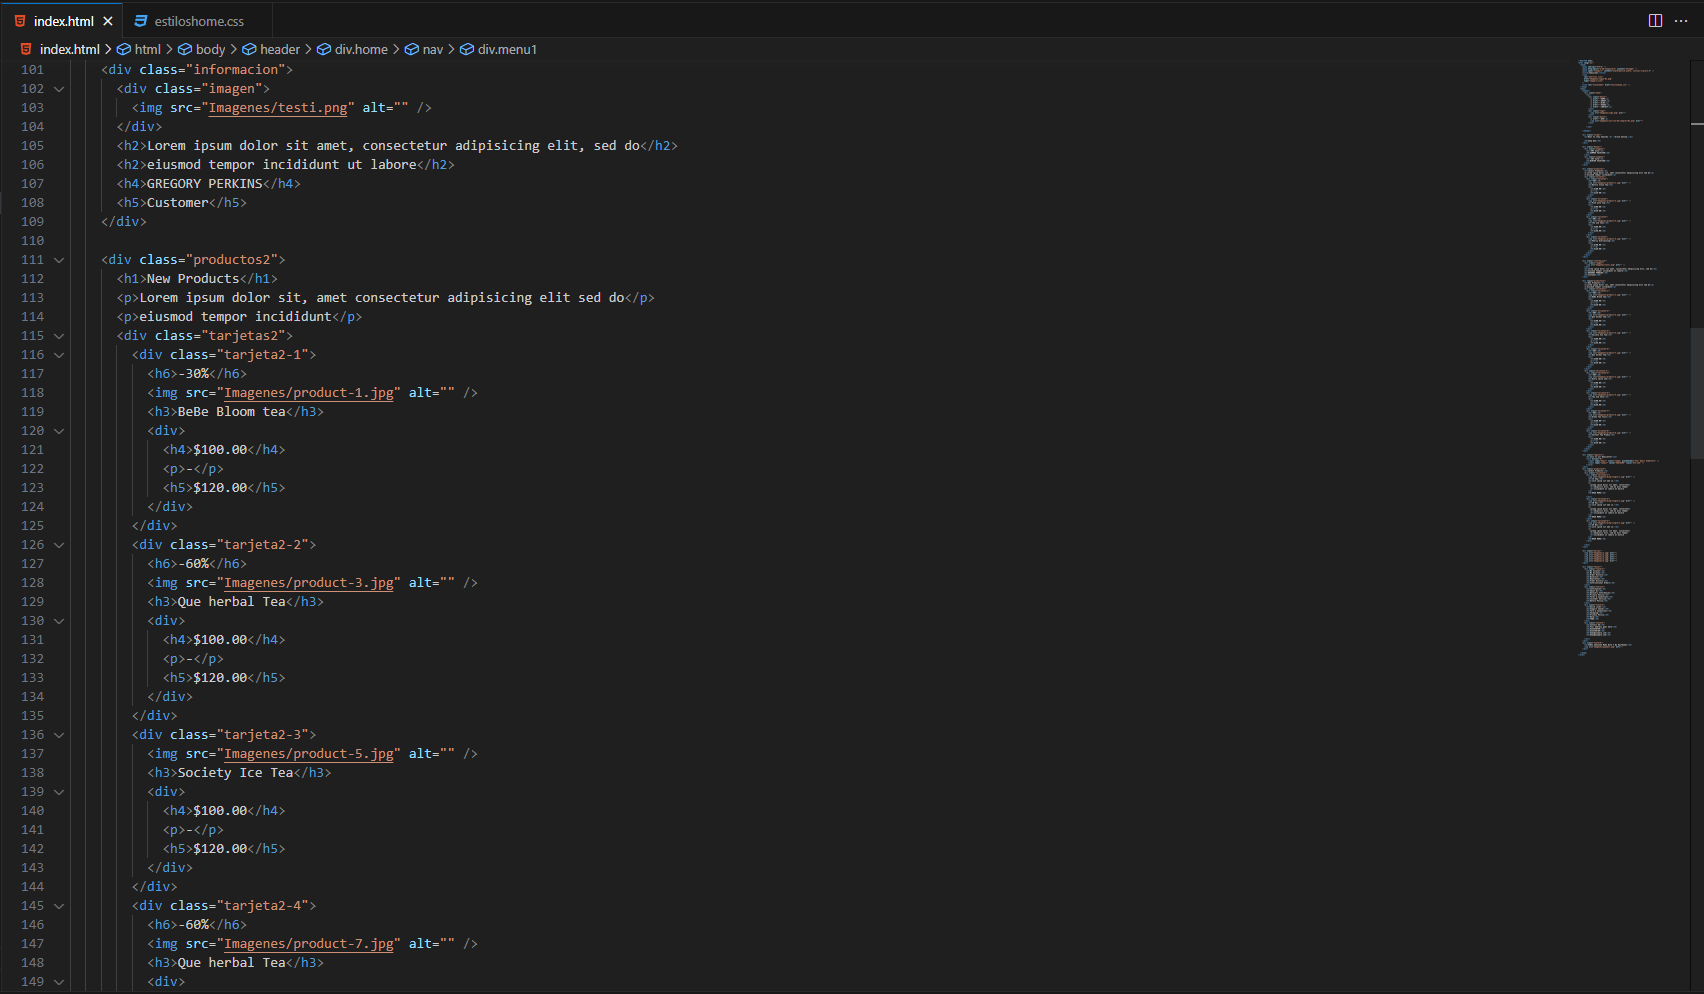 index.html
estiloshome.css
index.html > html > body > header > div.home > nav > div.menu1
101 <div class="informacion">
102 <div class="imagen">
103 <img src="Imagenes/testi.png" alt="" />
104 </div>
105 <h2>Lorem ipsum dolor sit amet, consectetur adipisicing elit, sed do</h2>
106 <h2>eiusmod tempor incididunt ut labore</h2>
107 <h4>GREGORY PERKINS</h4>
108 <h5>Customer</h5>
109 </div>
110
111 <div class="productos2">
112 <h1>New Products</h1>
113 <p>Lorem ipsum dolor sit, amet consectetur adipisicing elit sed do</p>
114 <p>eiusmod tempor incididunt</p>
115 <div class="tarjetas2">
116 <div class="tarjeta2-1">
117 <h6>-30%</h6>
118 <img src="Imagenes/product-1.jpg" alt="" />
119 <h3>BeBe Bloom tea</h3>
120 <div>
121 <h4>$100.00</h4>
122 <p>-</p>
123 <h5>$120.00</h5>
124 </div>
125 </div>
126 <div class="tarjeta2-2">
127 <h6>-60%</h6>
128 <img src="Imagenes/product-3.jpg" alt="" />
129 <h3>Que herbal Tea</h3>
130 <div>
131 <h4>$100.00</h4>
132 <p>-</p>
133 <h5>$120.00</h5>
134 </div>
135 </div>
136 <div class="tarjeta2-3">
137 <img src="Imagenes/product-5.jpg" alt="" />
138 <h3>Society Ice Tea</h3>
139 <div>
140 <h4>$100.00</h4>
141 <p>-</p>
142 <h5>$120.00</h5>
143 </div>
144 </div>
145 <div class="tarjeta2-4">
146 <h6>-60%</h6>
147 <img src="Imagenes/product-7.jpg" alt="" />
148 <h3>Que herbal Tea</h3>
149 <div>